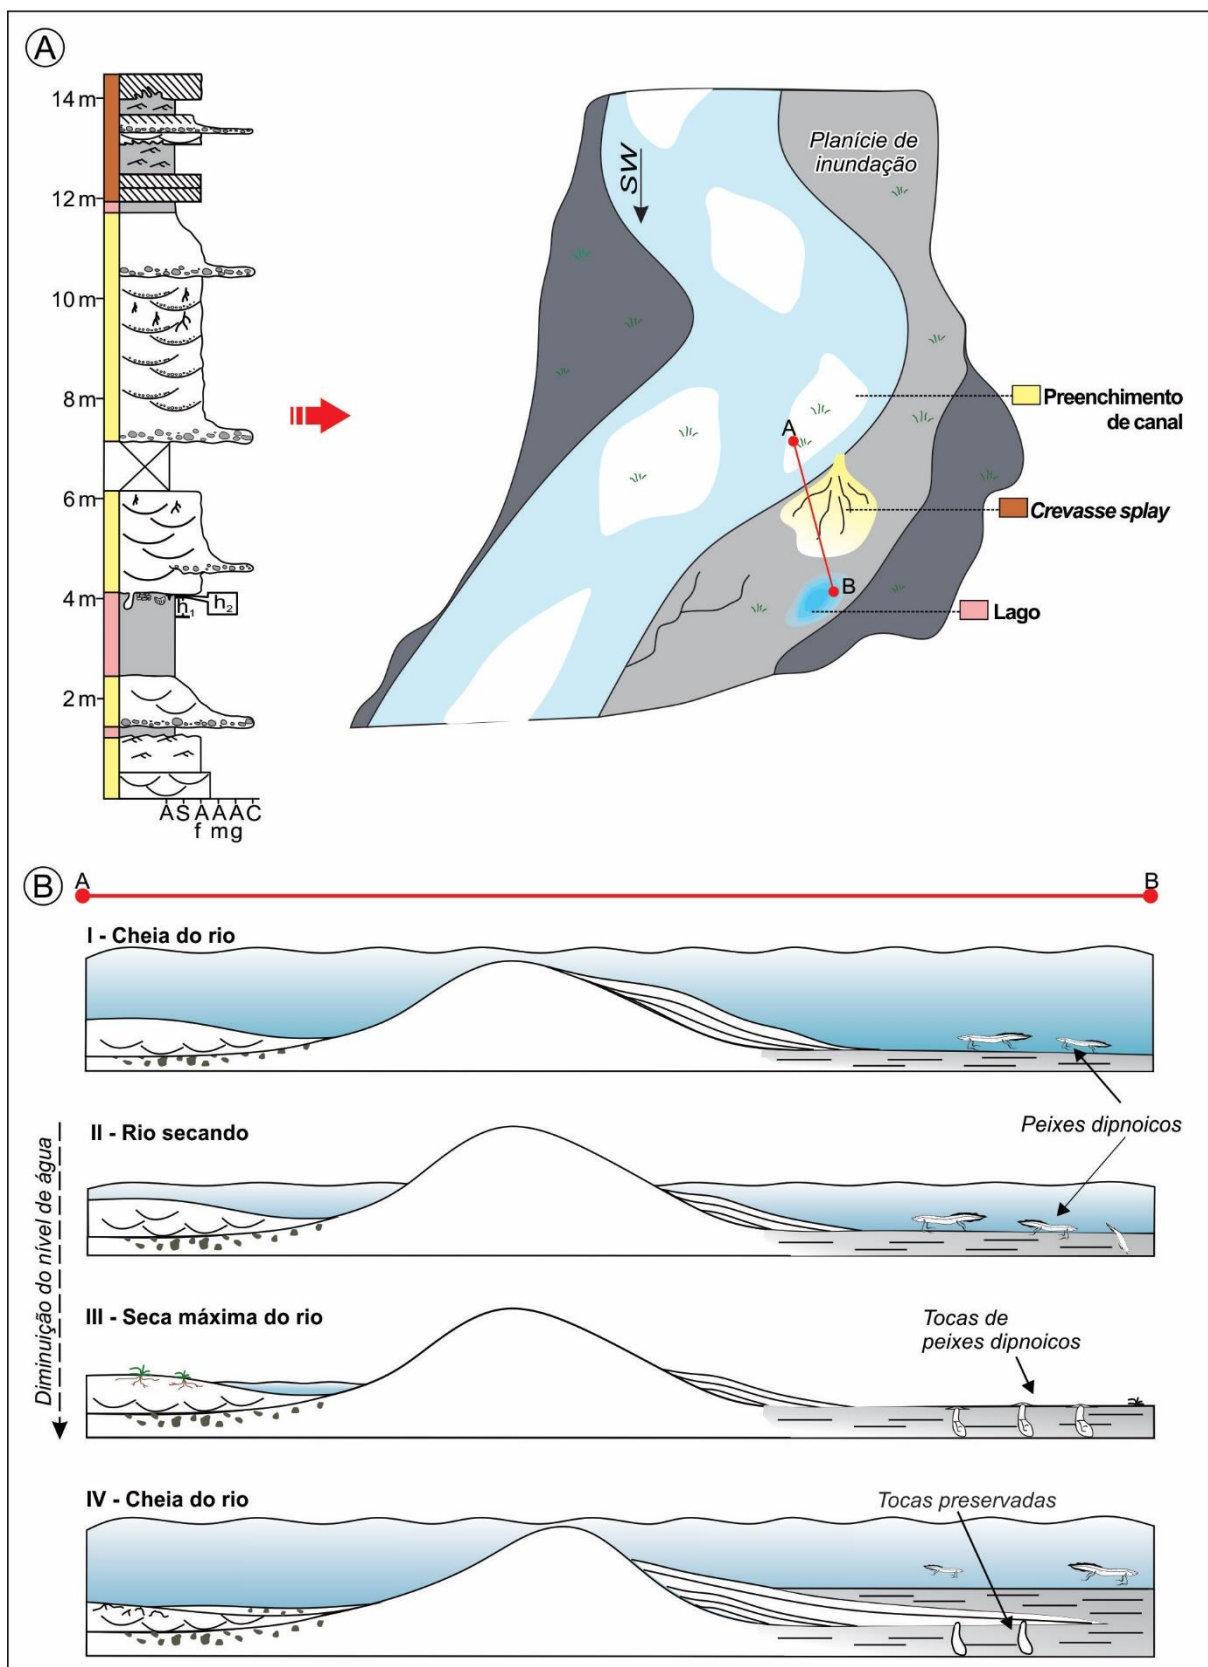 A
14 m
12 m
10 m
8 m
6 m
4 m
2 m
h1
h2
A S A A A C
f m g
SW
Planície de
inundação
A
B
Preenchimento
de canal
Crevasse splay
Lago
B
A
B
I - Cheia do rio
Peixes dipnoicos
II - Rio secando
Diminuição do nível de água
III - Seca máxima do rio
Tocas de
peixes dipnoicos
IV - Cheia do rio
Tocas preservadas